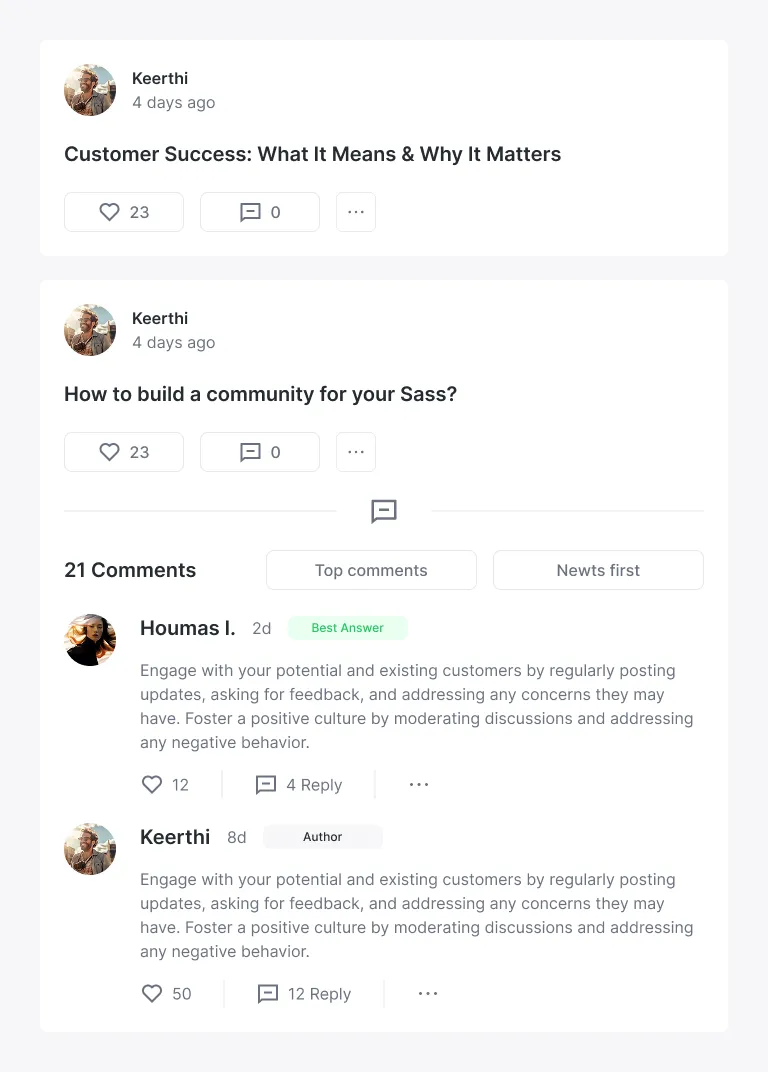 Keerthi
4 days ago
Customer Success: What It Means & Why It Matters
23
0
Keerthi
4 days ago
How to build a community for your Sass?
23
0
21 Comments
Top comments
Newts first
Houmas I. 2d Best Answer
Engage with your potential and existing customers by regularly posting
updates, asking for feedback, and addressing any concerns they may
have. Foster a positive culture by moderating discussions and addressing
any negative behavior.
12
4 Reply
Keerthi 8d Author
Engage with your potential and existing customers by regularly posting
updates, asking for feedback, and addressing any concerns they may
have. Foster a positive culture by moderating discussions and addressing
any negative behavior.
50
12 Reply